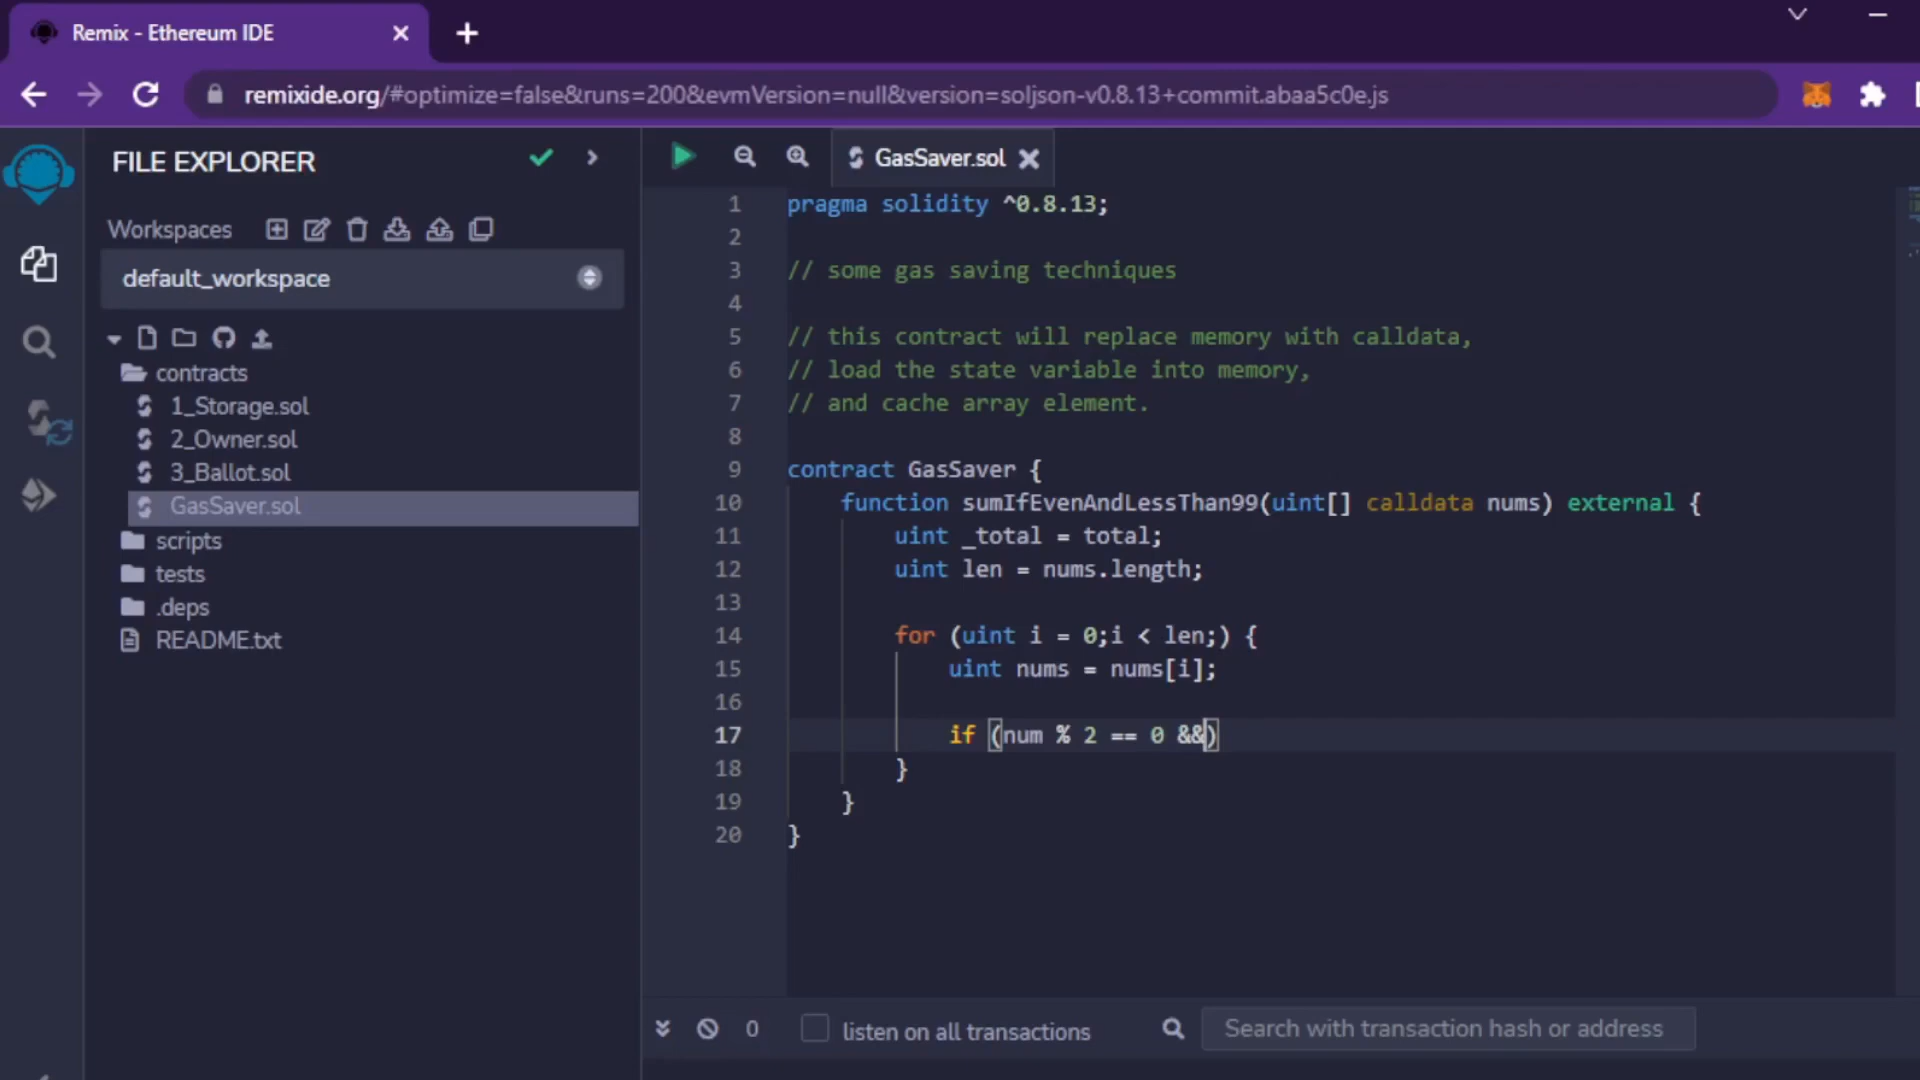 Remix - Ethereum IDE
remixide.org/#optimize=false&runs=200&evmVersion=null&version=soljson-v0.8.13+commit.abaa5c0e.js
FILE EXPLORER
Workspaces
default_workspace
contracts
1_Storage.sol
2_Owner.sol
3_Ballot.sol
GasSaver.sol
scripts
tests
.deps
README.txt
GasSaver.sol
1 pragma solidity ^0.8.13;
2
3 // some gas saving techniques
4
5 // this contract will replace memory with calldata,
6 // load the state variable into memory,
7 // and cache array element.
8
9 contract GasSaver {
10 function sumIfEvenAndLessThan99(uint[] calldata nums) external {
11 uint _total = total;
12 uint len = nums.length;
13
14 for (uint i = 0;i < len;) {
15 uint nums = nums[i];
16
17 if (num % 2 == 0 &&)
18 }
19 }
20 }
0 listen on all transactions Search with transaction hash or address